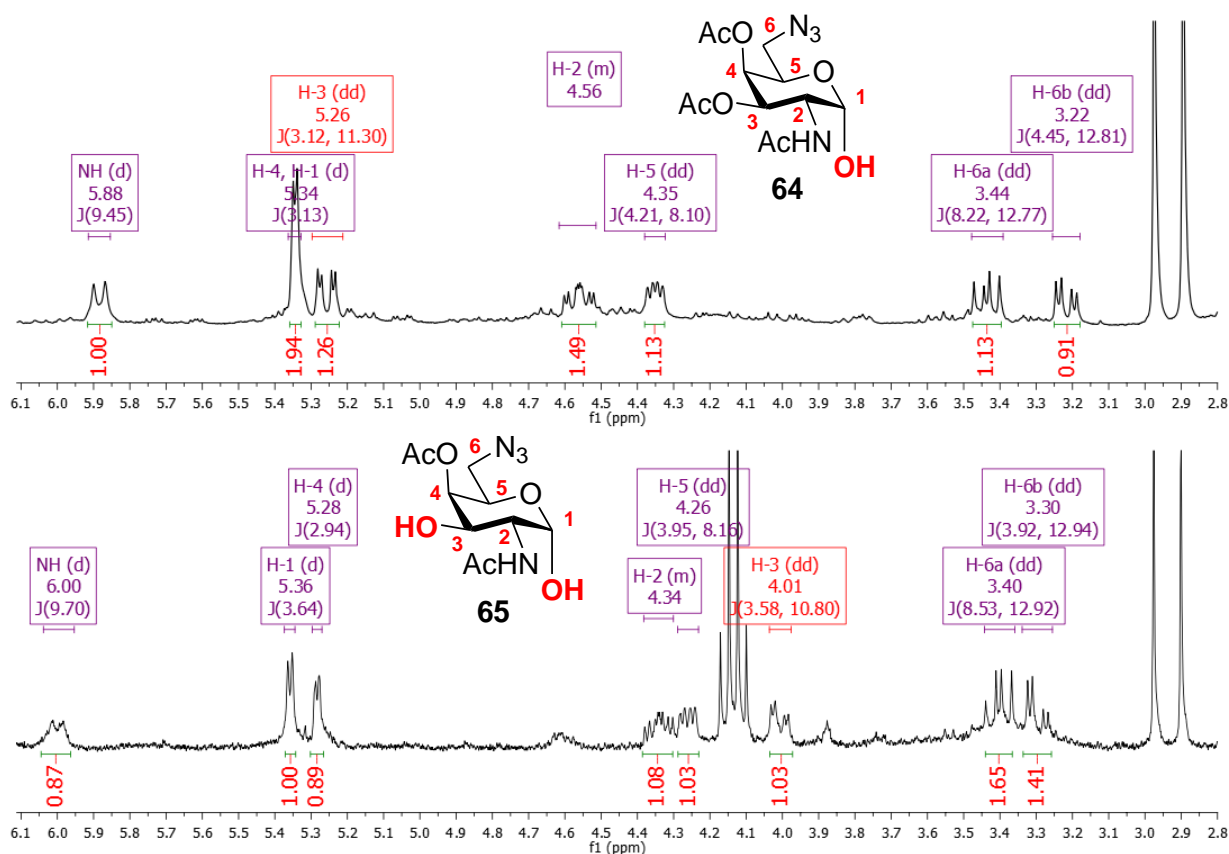 NH (d)
5.88
J(9.45)
H-3 (dd)
5.26
J(3.12, 11.30)
H-4, H-1 (d)
5.34
J(3.13)
H-2 (m)
4.56
H-5 (dd)
4.35
J(4.21, 8.10)
H-6a (dd)
3.44
J(8.22, 12.77)
H-6b (dd)
3.22
J(4.45, 12.81)
6
AcO
N3
4
5
O
1
AcO
3
2
AcHN
OH
64
1.00
1.94
1.26
1.49
1.13
1.13
0.91
6.1 6.0 5.9 5.8 5.7 5.6 5.5 5.4 5.3 5.2 5.1 5.0 4.9 4.8 4.7 4.6 4.5 4.4 4.3 4.2 4.1 4.0 3.9 3.8 3.7 3.6 3.5 3.4 3.3 3.2 3.1 3.0 2.9 2.8
f1 (ppm)
NH (d)
6.00
J(9.70)
H-1 (d)
5.36
J(3.64)
H-4 (d)
5.28
J(2.94)
H-5 (dd)
4.26
J(3.95, 8.16)
H-2 (m)
4.34
H-3 (dd)
4.01
J(3.58, 10.80)
H-6b (dd)
3.30
J(3.92, 12.94)
H-6a (dd)
3.40
J(8.53, 12.92)
6
AcO
N3
4
5
O
1
HO
3
2
AcHN
OH
65
0.87
1.00
0.89
1.08
1.03
1.03
1.65
1.41
6.1 6.0 5.9 5.8 5.7 5.6 5.5 5.4 5.3 5.2 5.1 5.0 4.9 4.8 4.7 4.6 4.5 4.4 4.3 4.2 4.1 4.0 3.9 3.8 3.7 3.6 3.5 3.4 3.3 3.2 3.1 3.0 2.9 2.8
f1 (ppm)